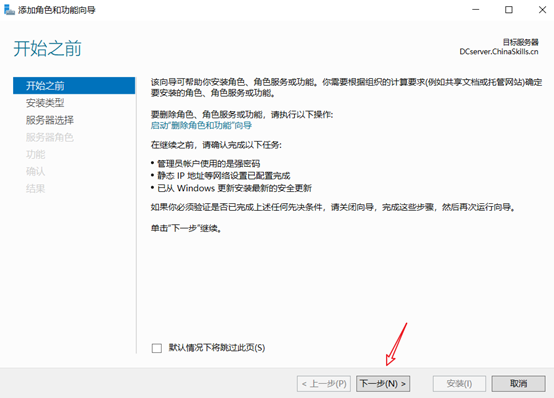 添加角色和功能向导
开始之前
目标服务器
DCserver.ChinaSkills.cn
开始之前
安装类型
服务器选择
服务器角色
功能
确认
结果
该向导可帮助你安装角色、角色服务或功能。你需要根据组织的计算要求(例如共享文档或托管网站)确定
要安装的角色、角色服务或功能。
要删除角色、角色服务或功能，请执行以下操作:
启动"删除角色和功能"向导
在继续之前，请确认完成以下任务:
• 管理员帐户使用的是强密码
• 静态 IP 地址等网络设置已配置完成
• 已从 Windows 更新安装最新的安全更新
如果你必须验证是否已完成上述任何先决条件，请关闭向导，完成这些步骤，然后再次运行向导。
单击"下一步"继续。
默认情况下将跳过此页(S)
< 上一步(P)
下一步(N) >
安装(I)
取消